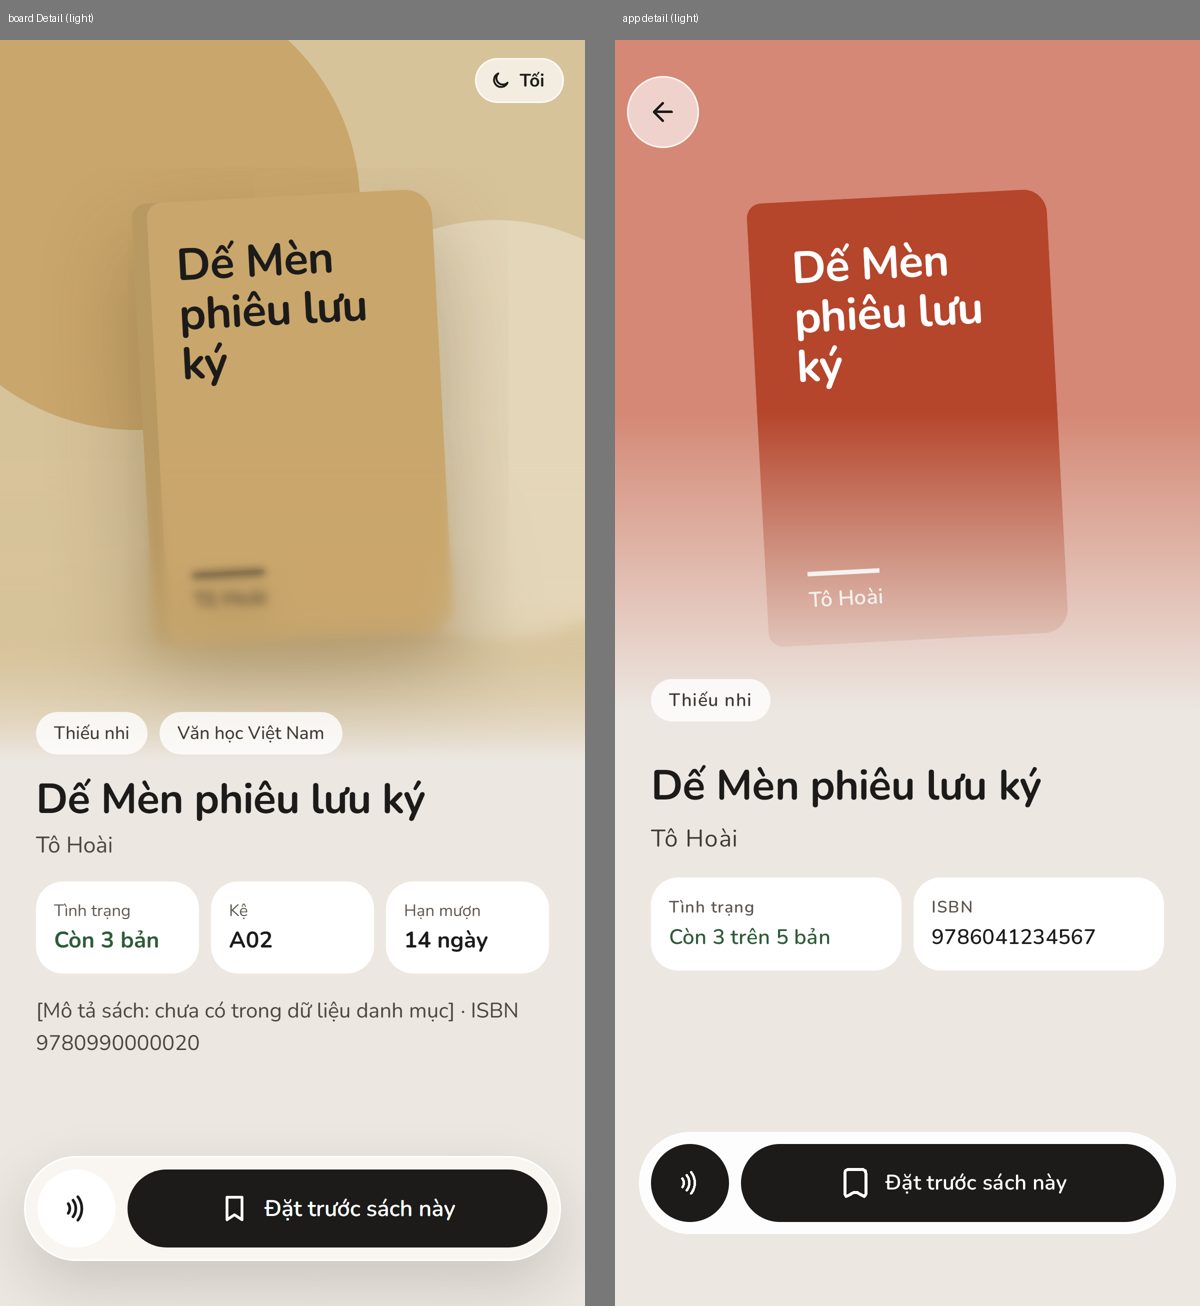 board Detail (light)
Tối
Dế Mèn
phiêu lưu
ký
Tô Hoài
Thiếu nhi
Văn học Việt Nam
Dế Mèn phiêu lưu ký
Tô Hoài
Tình trạng
Còn 3 bản
Kệ
A02
Hạn mượn
14 ngày
[Mô tả sách: chưa có trong dữ liệu danh mục] · ISBN
9780990000020
Đặt trước sách này
app detail (light)
Dế Mèn
phiêu lưu
ký
Tô Hoài
Thiếu nhi
Dế Mèn phiêu lưu ký
Tô Hoài
Tình trạng
Còn 3 trên 5 bản
ISBN
9786041234567
Đặt trước sách này